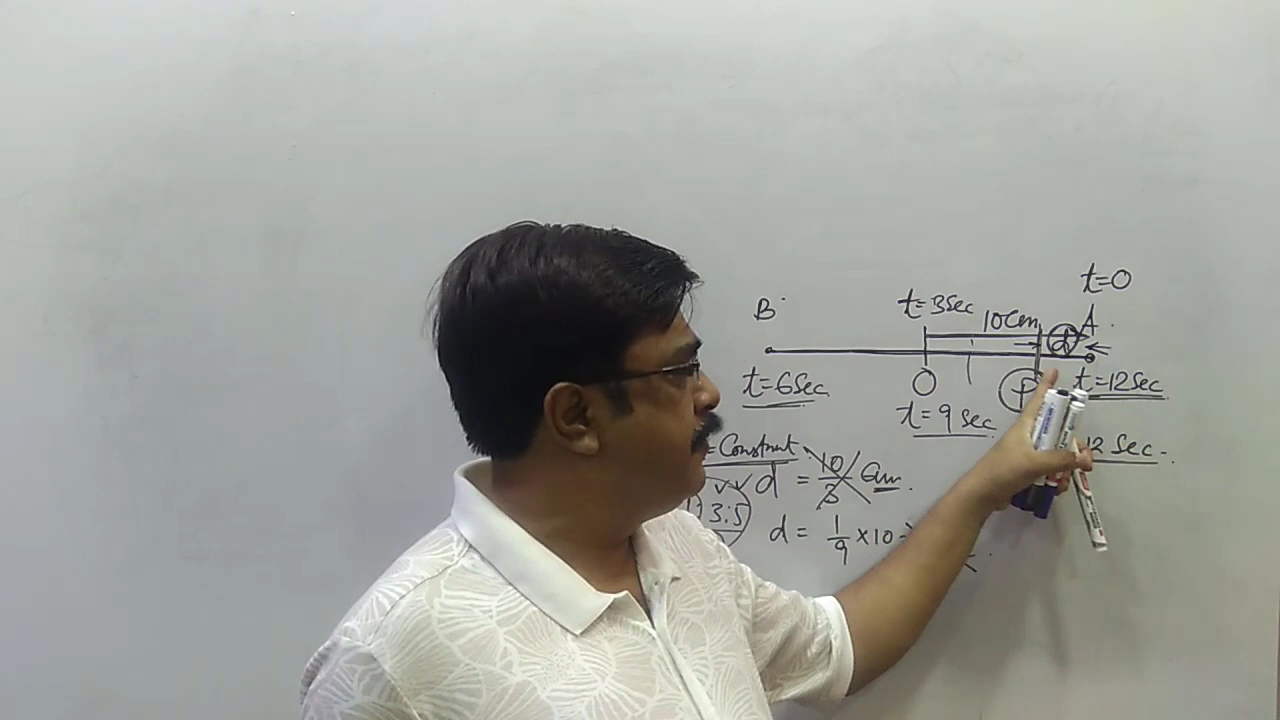 t=0
B
t=3sec
10cm
d
A
O
P
t=6sec
t=12sec
t=9 sec
12 Sec
= Constant
d = 10/3 cm
3:5
d = 1/9 × 10